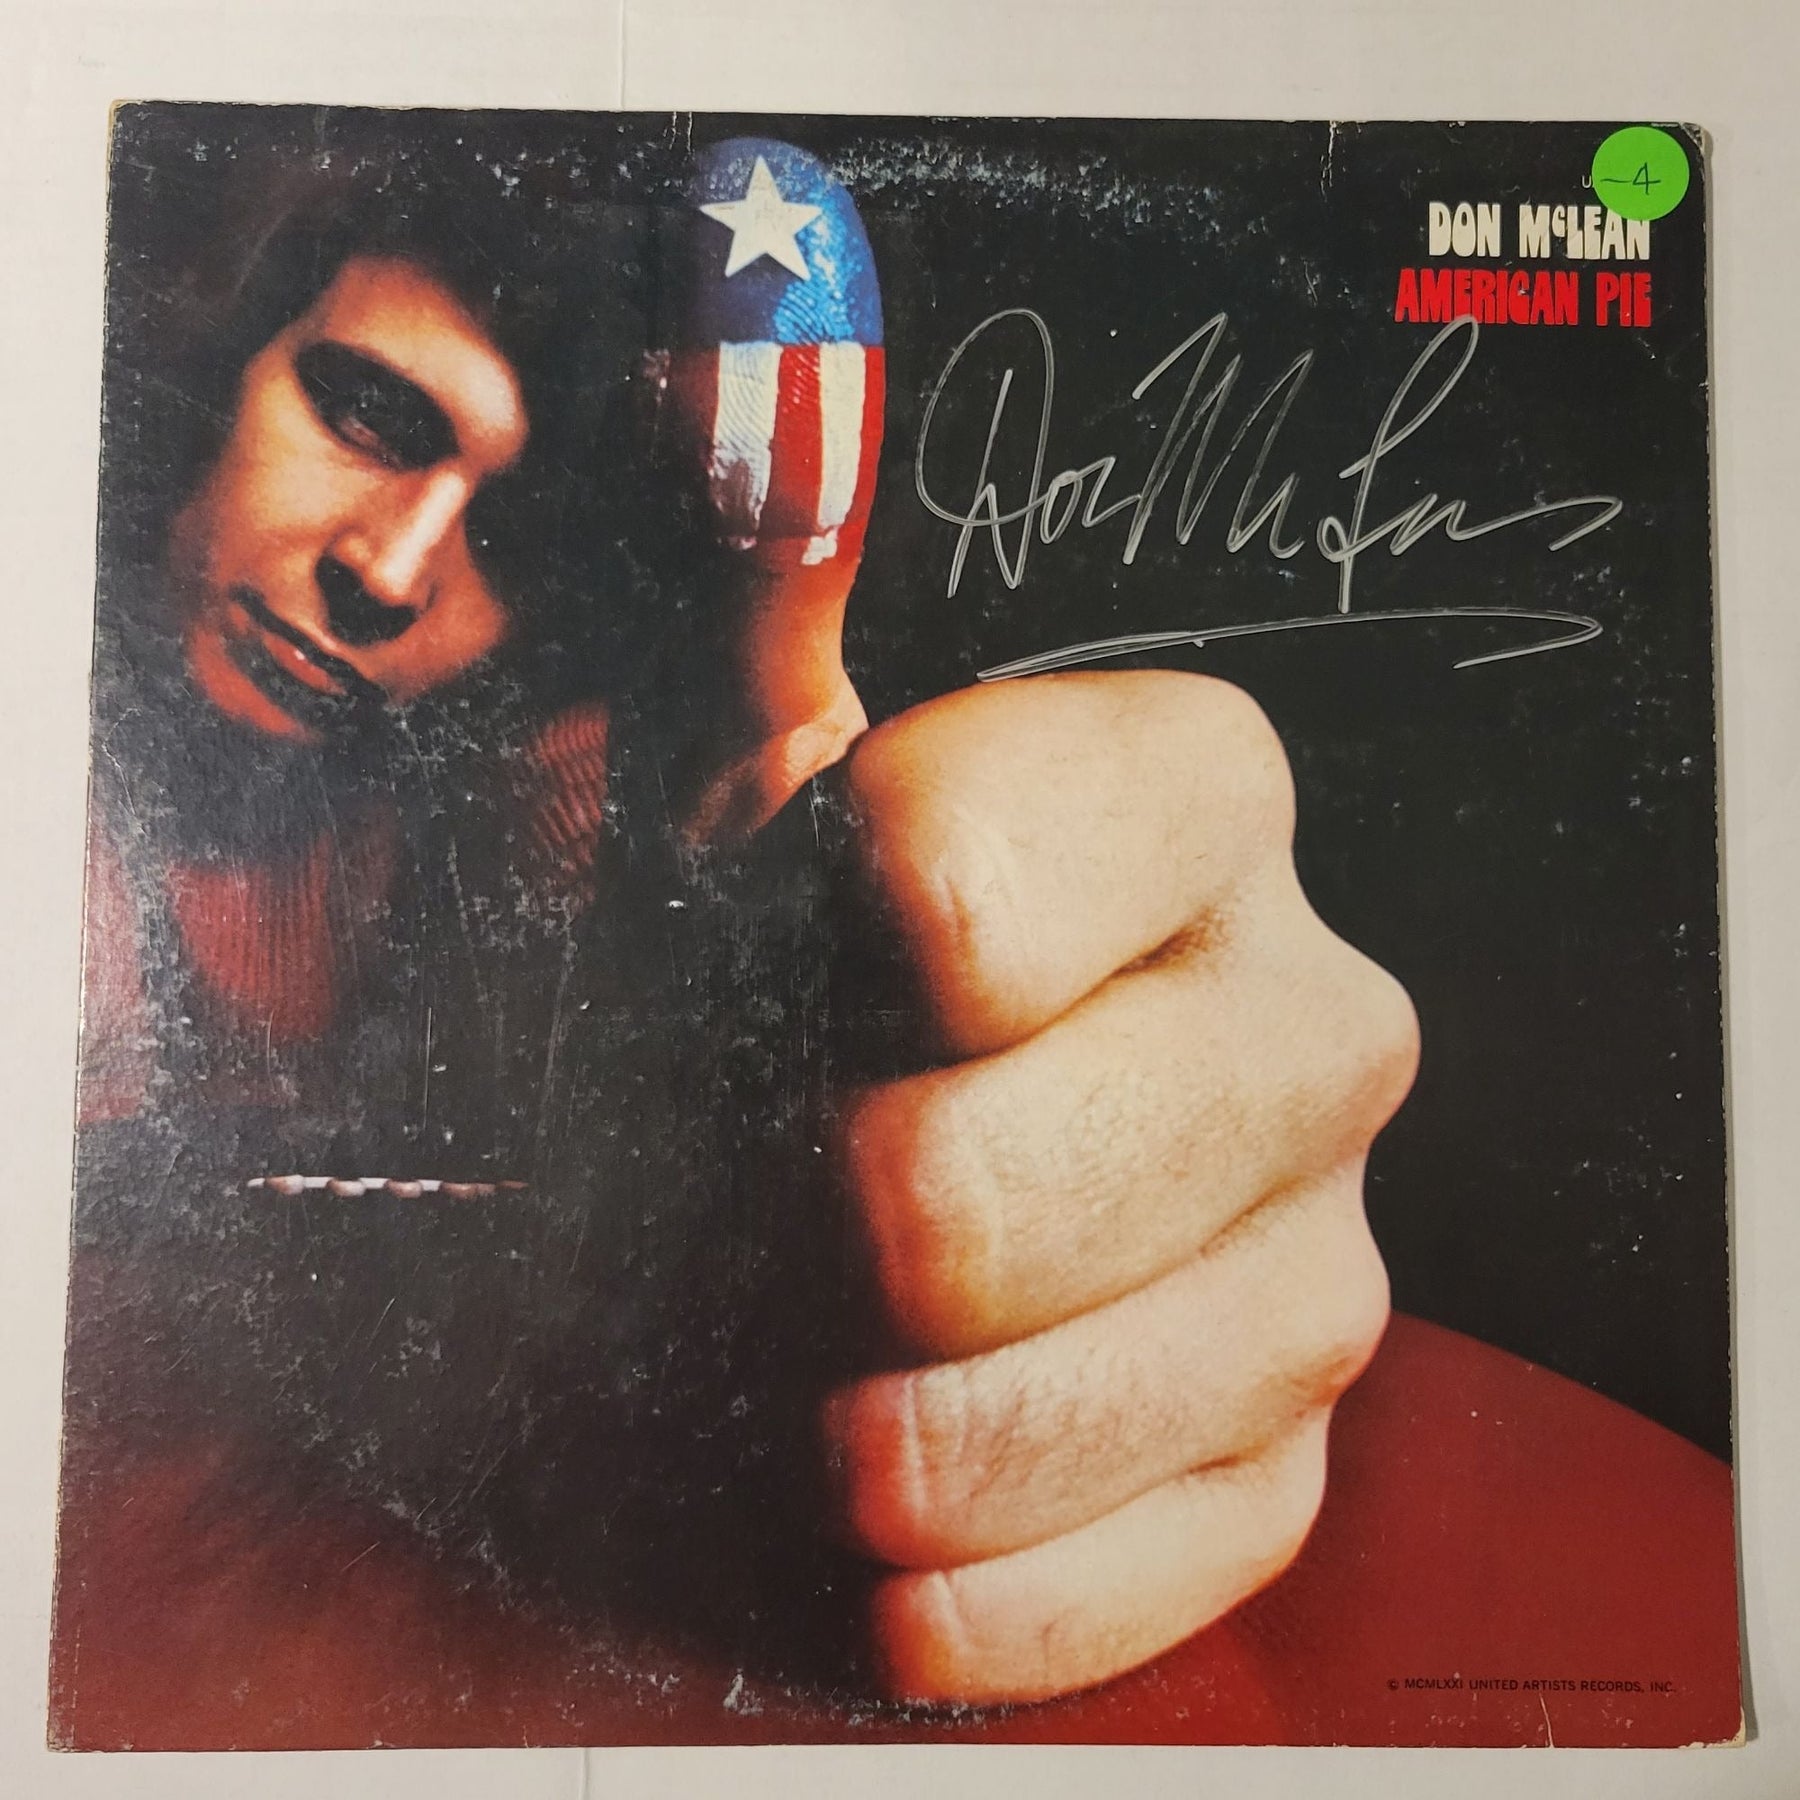 -4
U
DON McLEAN
AMERICAN PIE
Don McLean
© MCMLXXI UNITED ARTISTS RECORDS, INC.